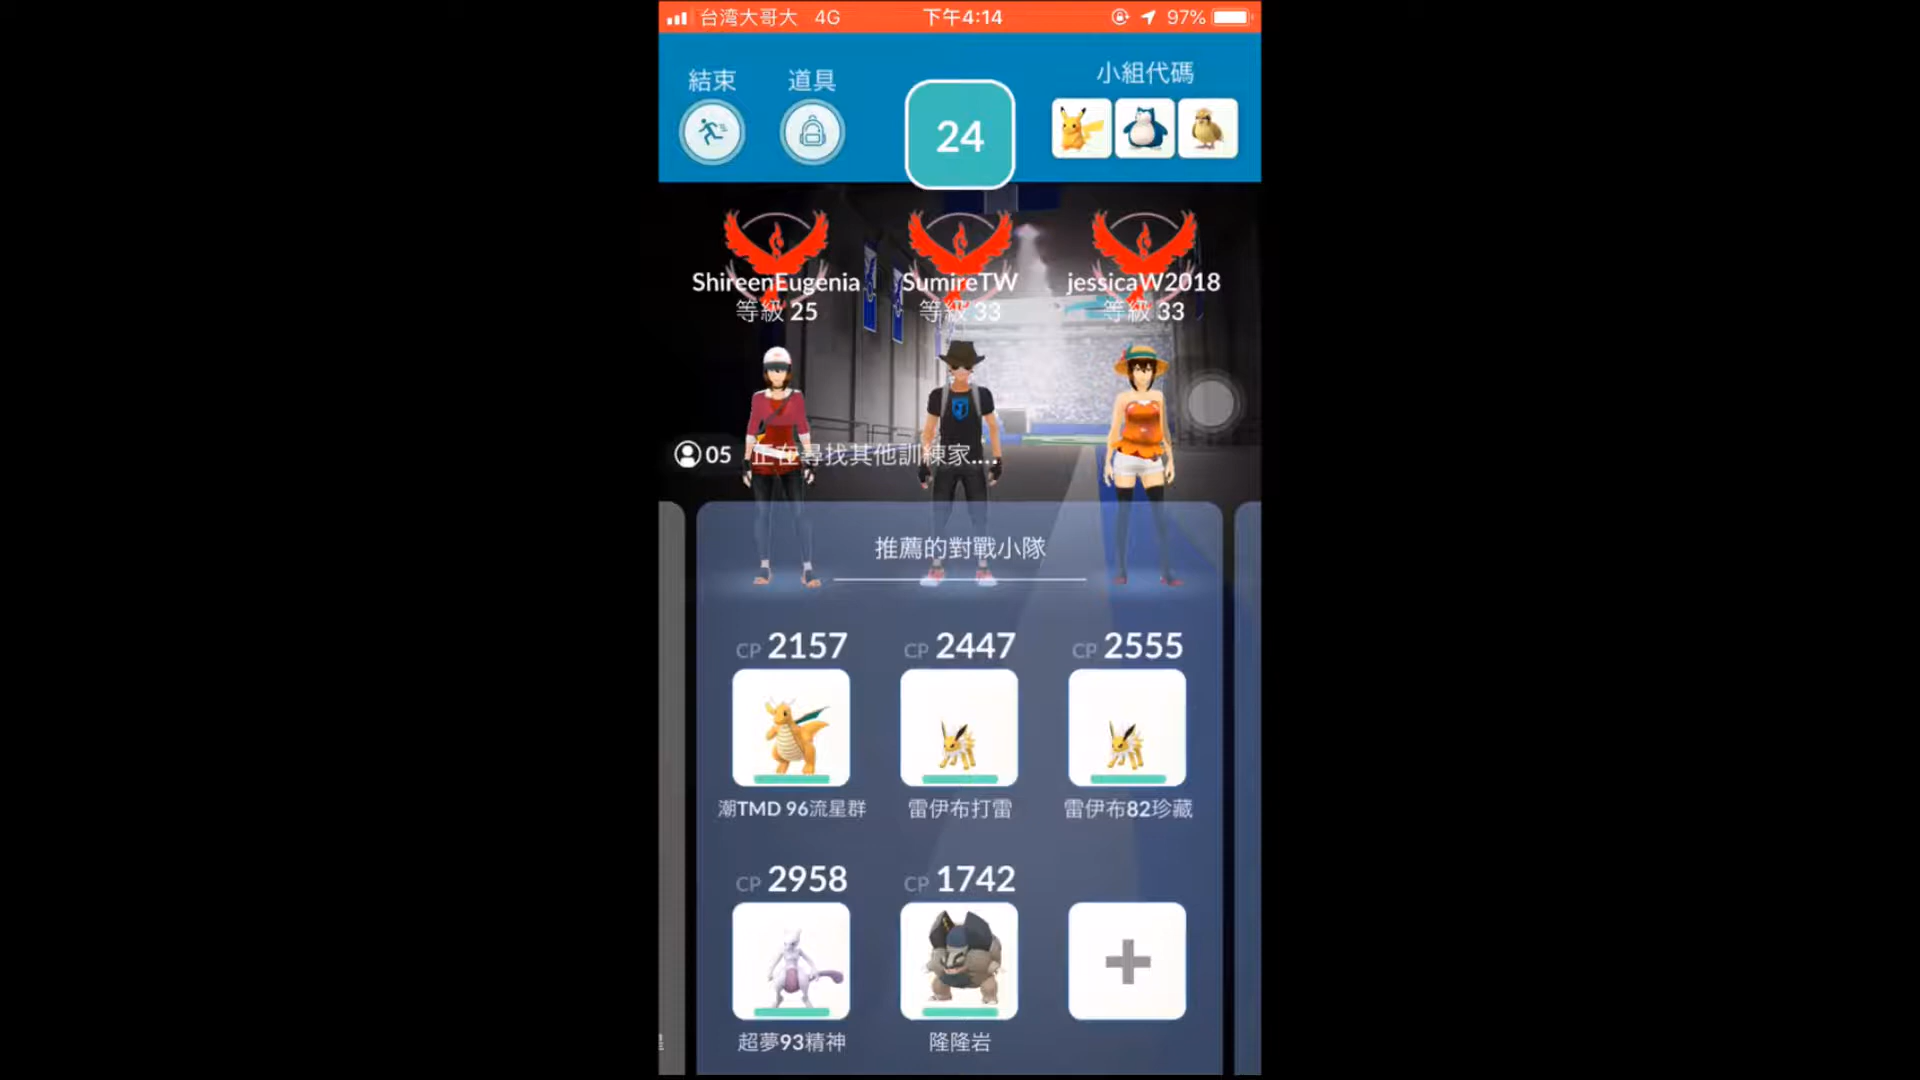 台湾大哥大 4G 下午4:14 97%
結束 道具 24 小組代碼
ShireenEugenia SumireTW jessicaW2018
等級 25 等級 33 等級 33
05 正在尋找其他訓練家....
推薦的對戰小隊
CP 2157 CP 2447 CP 2555
潮TMD 96流星群 雷伊布打雷 雷伊布82珍藏
CP 2958 CP 1742
超夢93精神 隆隆岩